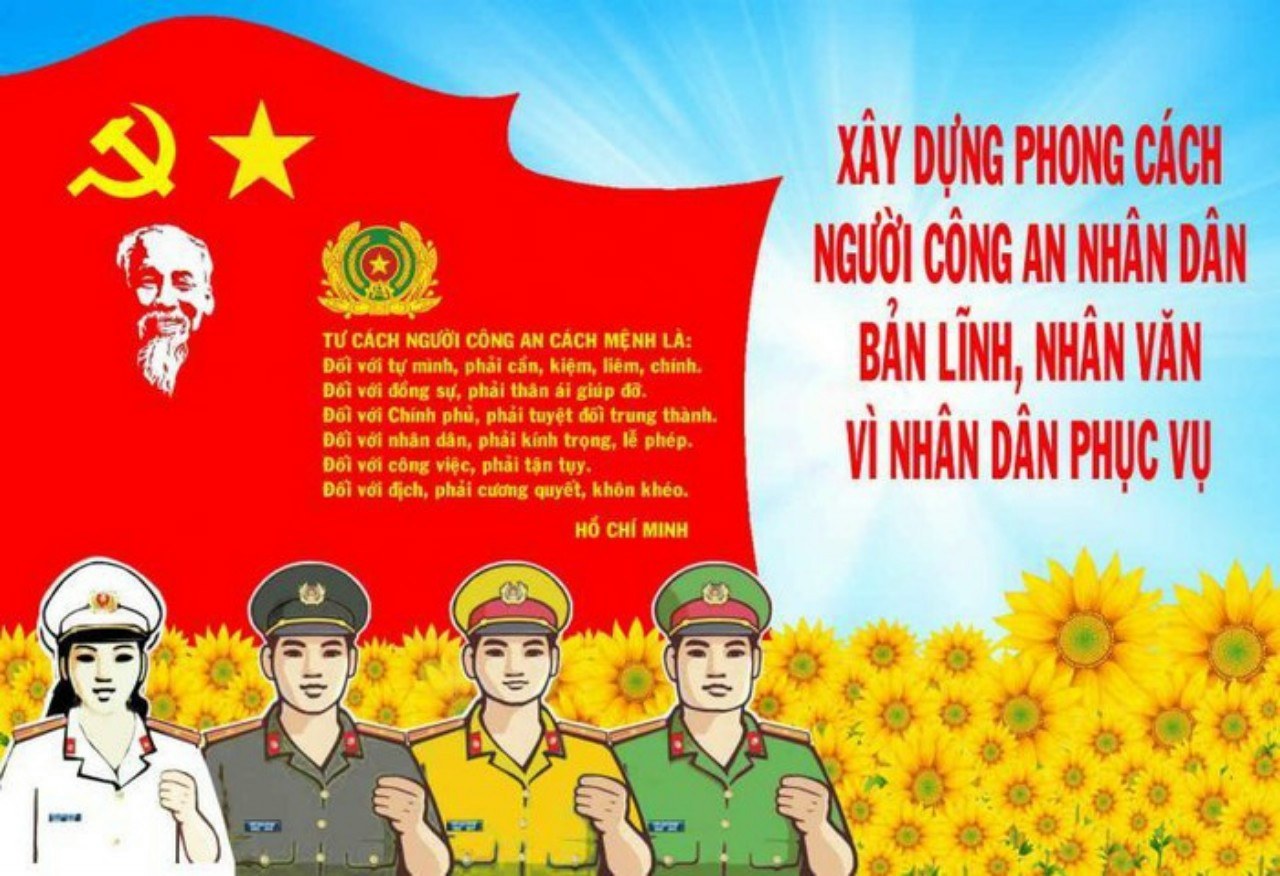 TƯ CÁCH NGƯỜI CÔNG AN CÁCH MỆNH LÀ:
Đối với tự mình, phải cần, kiệm, liêm, chính.
Đối với đồng sự, phải thân ái giúp đỡ.
Đối với Chính phủ, phải tuyệt đối trung thành.
Đối với nhân dân, phải kính trọng, lễ phép.
Đối với công việc, phải tận tụy.
Đối với địch, phải cương quyết, khôn khéo.
HỒ CHÍ MINH
XÂY DỰNG PHONG CÁCH
NGƯỜI CÔNG AN NHÂN DÂN
BẢN LĨNH, NHÂN VĂN
VÌ NHÂN DÂN PHỤC VỤ